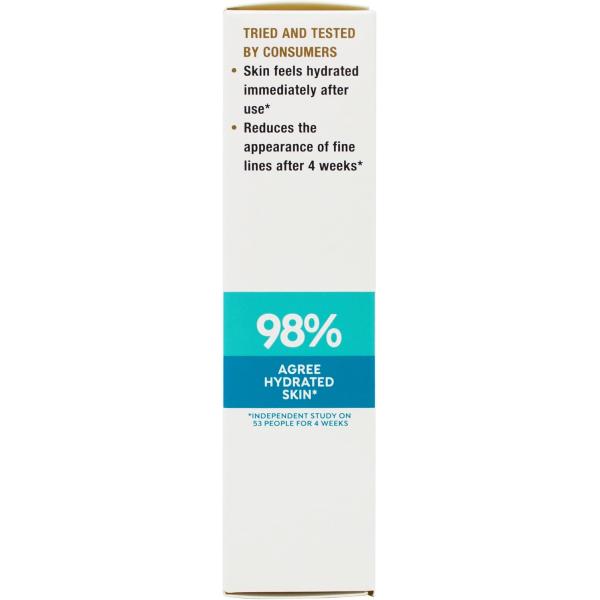 TRIED AND TESTED
BY CONSUMERS
• Skin feels hydrated
immediately after
use*
• Reduces the
appearance of fine
lines after 4 weeks*
98%
AGREE
HYDRATED
SKIN*
*INDEPENDENT STUDY ON
53 PEOPLE FOR 4 WEEKS